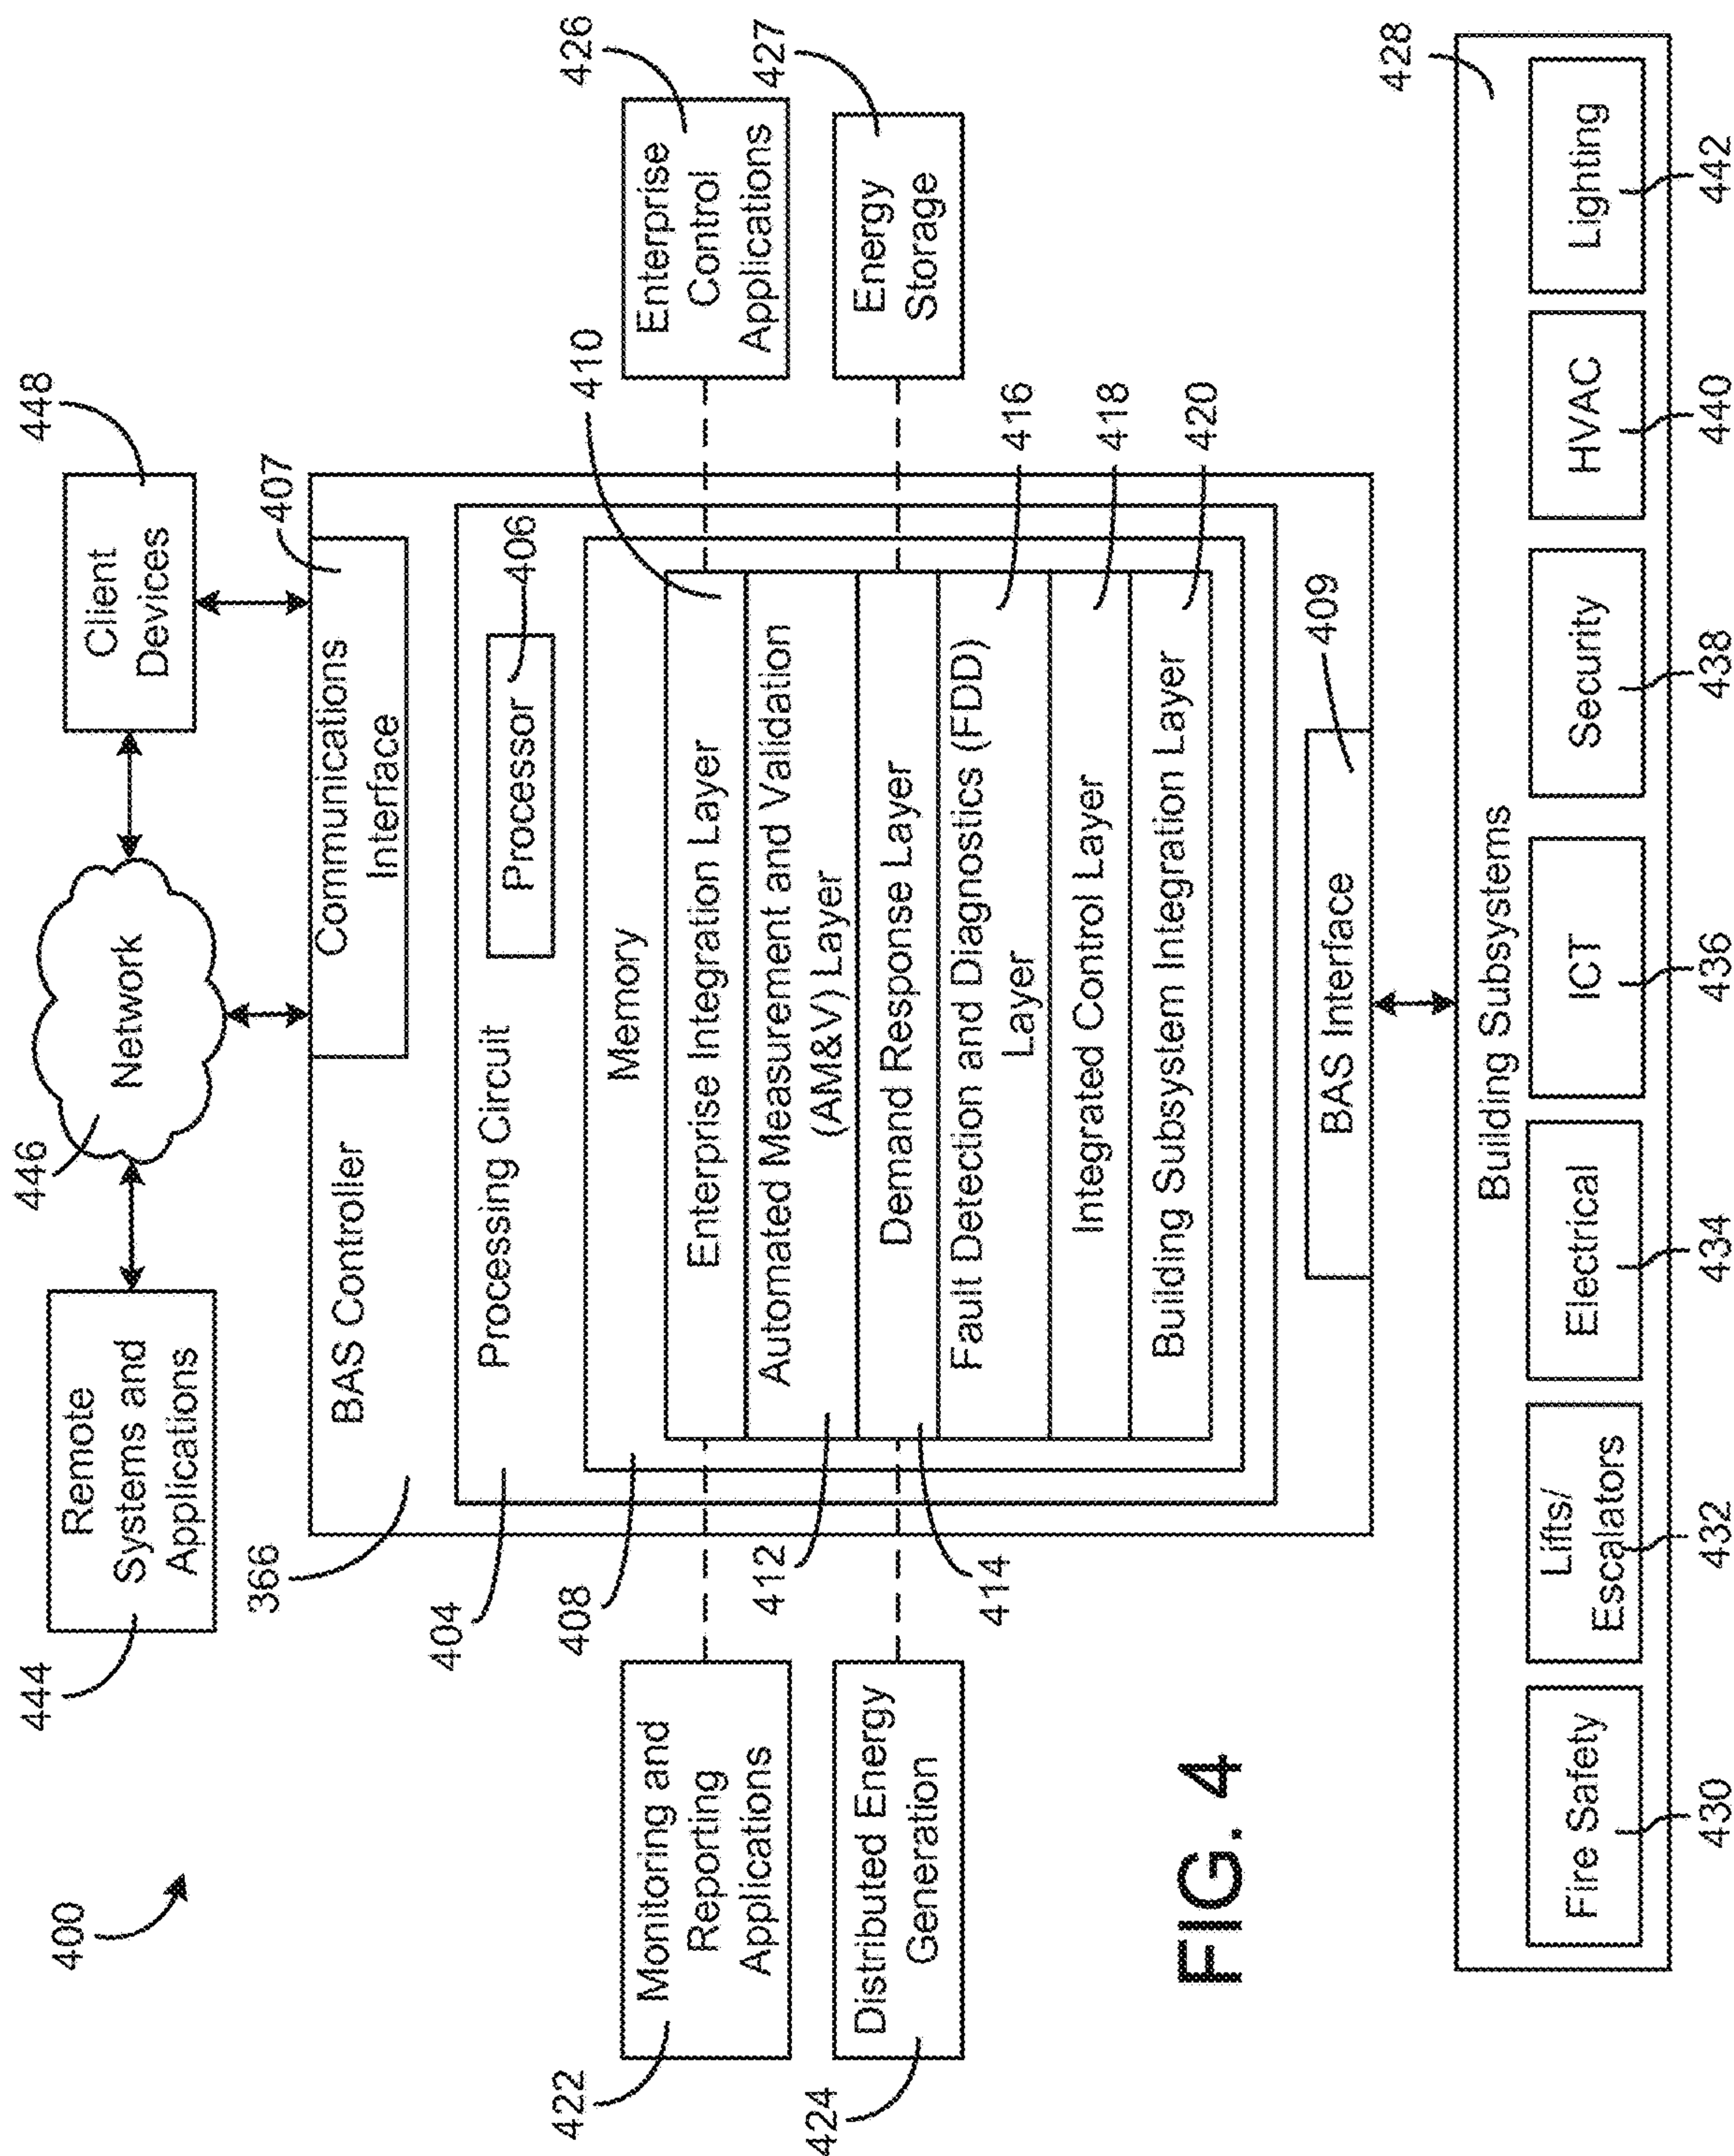 400
444
Remote
Systems and
Applications
446
Network
Client
Devices
448
366
BAS Controller
Communications
Interface
407
404
Processing Circuit
Processor
406
408
Memory
422
Monitoring and
Reporting
Applications
Enterprise Integration Layer
410
Enterprise
Control
Applications
426
412
Automated Measurement and Validation
(AM&V) Layer
424
Distributed Energy
Generation
414
Demand Response Layer
Energy
Storage
427
Fault Detection and Diagnostics (FDD)
Layer
416
Integrated Control Layer
418
Building Subsystem Integration Layer
420
BAS Interface
409
FIG. 4
Building Subsystems
428
Fire Safety
Lifts/
Escalators
Electrical
ICT
Security
HVAC
Lighting
430
432
434
436
438
440
442